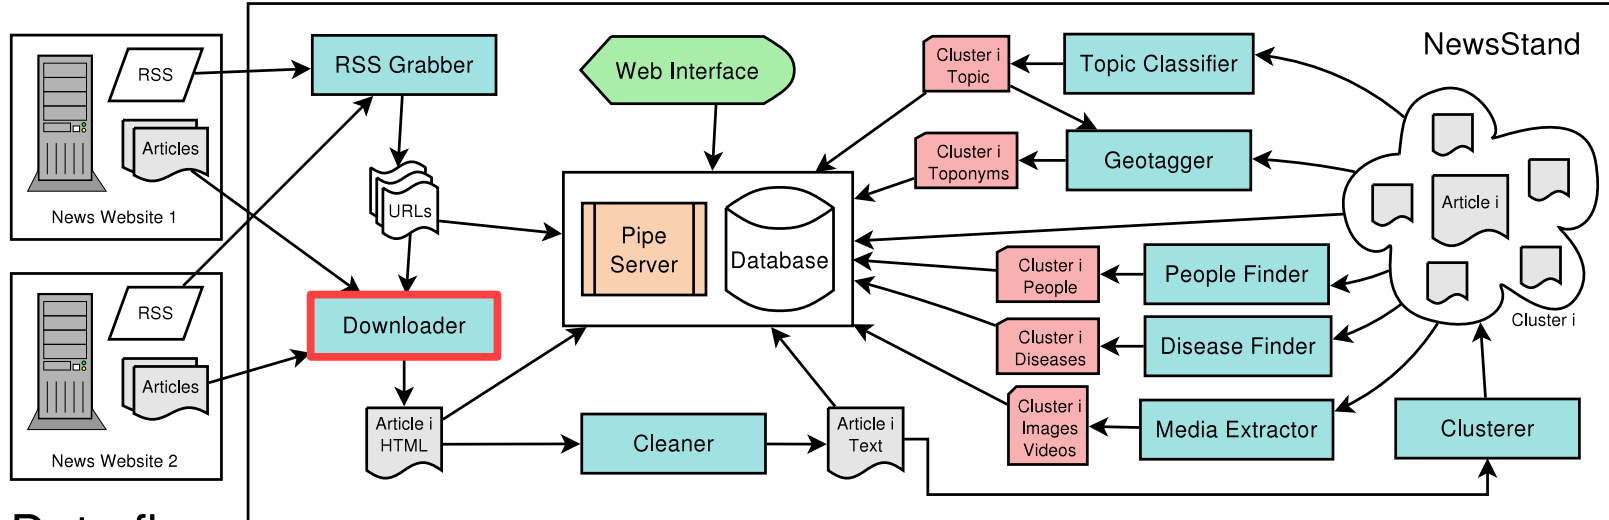 NewsStand
RSS
Articles
News Website 1
RSS
Articles
News Website 2
RSS Grabber
URLs
Downloader
Article i
HTML
Cleaner
Article i
Text
Web Interface
Pipe
Server
Database
Cluster i
Topic
Topic Classifier
Cluster i
Toponyms
Geotagger
Cluster i
People
People Finder
Cluster i
Diseases
Disease Finder
Cluster i
Images
Videos
Media Extractor
Article i
Cluster i
Clusterer